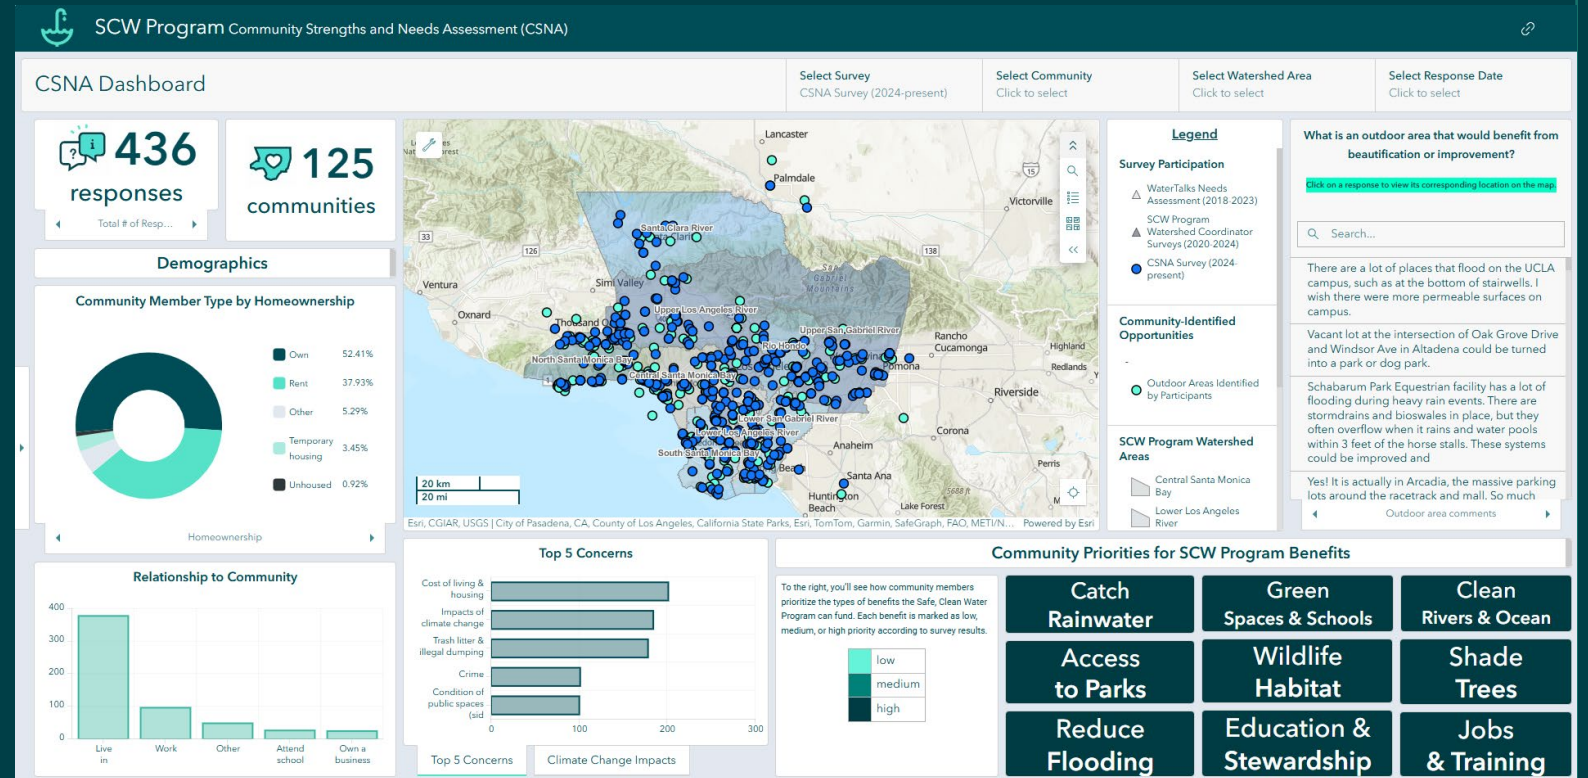 SCW Program Community Strengths and Needs Assessment (CSNA)
CSNA Dashboard
Select Survey
CSNA Survey (2024-present)
Select Community
Click to select
Select Watershed Area
Click to select
Select Response Date
Click to select
436
responses
Total # of Resp...
125
communities
Demographics
Community Member Type by Homeownership
Own 52.41%
Rent 37.93%
Other 5.29%
Temporary housing 3.45%
Unhoused 0.92%
Homeownership
Relationship to Community
400
300
200
100
0
Live in
Work
Other
Attend school
Own a business
Lancaster
Palmdale
Victorville
15
33
126
138
Santa Clara River
Ventura
Simi Valley
Oxnard
San Gabriel Mountains
Upper Los Angeles River
Upper San Gabriel River
Rio Hondo
Rancho Cucamonga
Highland
Redlands
North Santa Monica Bay
Central Santa Monica Bay
Pomona
Riverside
Lower San Gabriel River
Lower Los Angeles River
South Santa Monica Bay
Anaheim
Corona
Perris
Santa Ana
Huntington Beach
Lake Forest
5688 ft
20 km
20 mi
Esri, CGIAR, USGS | City of Pasadena, CA, County of Los Angeles, California State Parks, Esri, TomTom, Garmin, SafeGraph, FAO, METI/N...
Powered by Esri
Legend
Survey Participation
WaterTalks Needs
Assessment (2018-2023)
SCW Program
Watershed Coordinator
Surveys (2020-2024)
CSNA Survey (2024-
present)
Community-Identified
Opportunities
-
Outdoor Areas Identified
by Participants
SCW Program Watershed
Areas
Central Santa Monica
Bay
Lower Los Angeles
River
What is an outdoor area that would benefit from
beautification or improvement?
Click on a response to view its corresponding location on the map.
Search...
There are a lot of places that flood on the UCLA
campus, such as at the bottom of stairwells. I
wish there were more permeable surfaces on
campus.
Vacant lot at the intersection of Oak Grove Drive
and Windsor Ave in Altadena could be turned
into a park or dog park.
Schabarum Park Equestrian facility has a lot of
flooding during heavy rain events. There are
stormdrains and bioswales in place, but they
often overflow when it rains and water pools
within 3 feet of the horse stalls. These systems
could be improved and
Yes! It is actually in Arcadia, the massive parking
lots around the racetrack and mall. So much
Outdoor area comments
Top 5 Concerns
Cost of living &
housing
Impacts of
climate change
Trash litter &
illegal dumping
Crime
Condition of
public spaces
(sid
0
100
200
300
Top 5 Concerns
Climate Change Impacts
Community Priorities for SCW Program Benefits
To the right, you'll see how community members
prioritize the types of benefits the Safe, Clean Water
Program can fund. Each benefit is marked as low,
medium, or high priority according to survey results.
low
medium
high
Catch
Rainwater
Green
Spaces & Schools
Clean
Rivers & Ocean
Access
to Parks
Wildlife
Habitat
Shade
Trees
Reduce
Flooding
Education &
Stewardship
Jobs
& Training